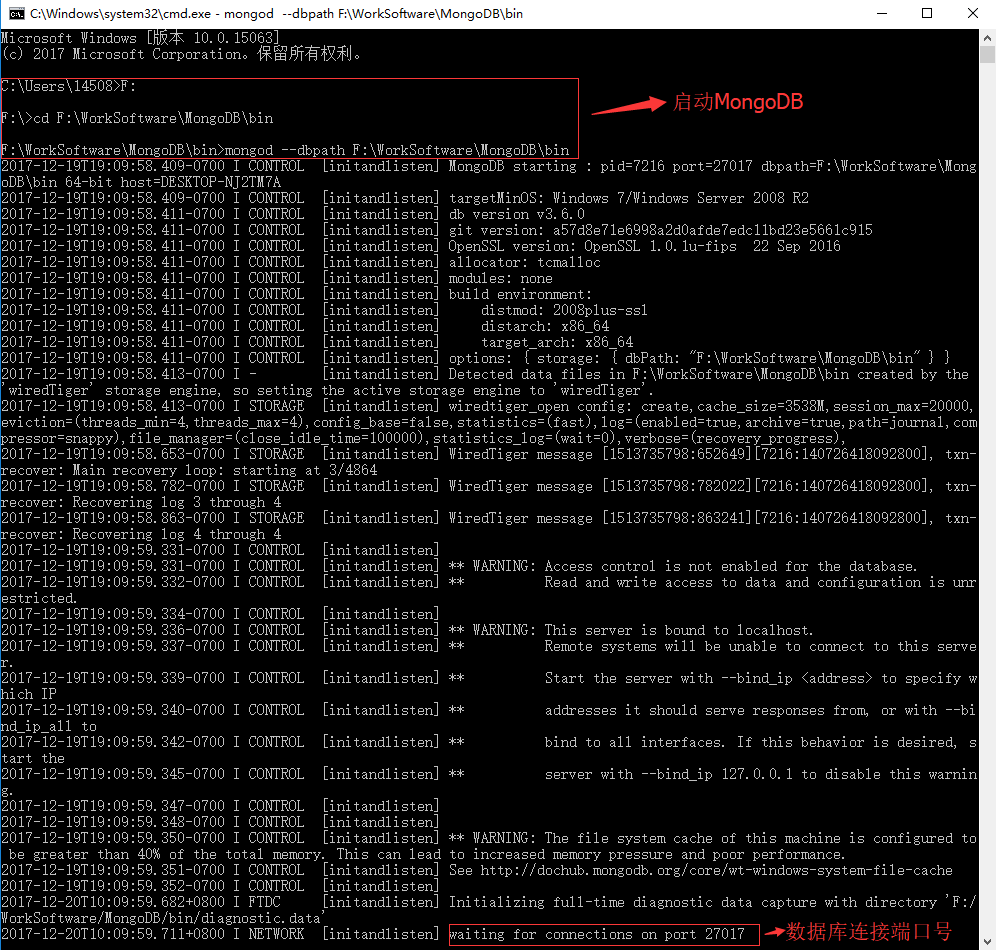 C:\Windows\system32\cmd.exe - mongod  --dbpath F:\WorkSoftware\MongoDB\bin
Microsoft Windows [版本 10.0.15063]
(c) 2017 Microsoft Corporation。保留所有权利。
C:\Users\14508>F:
F:\>cd F:\WorkSoftware\MongoDB\bin
启动MongoDB
F:\WorkSoftware\MongoDB\bin>mongod --dbpath F:\WorkSoftware\MongoDB\bin
2017-12-19T19:09:58.409-0700 I CONTROL  [initandlisten] MongoDB starting : pid=7216 port=27017 dbpath=F:\WorkSoftware\Mong
oDB\bin 64-bit host=DESKTOP-NJ2TM7A
2017-12-19T19:09:58.409-0700 I CONTROL  [initandlisten] targetMinOS: Windows 7/Windows Server 2008 R2
2017-12-19T19:09:58.411-0700 I CONTROL  [initandlisten] db version v3.6.0
2017-12-19T19:09:58.411-0700 I CONTROL  [initandlisten] git version: a57d8e71e6998a2d0afde7edc11bd23e5661c915
2017-12-19T19:09:58.411-0700 I CONTROL  [initandlisten] OpenSSL version: OpenSSL 1.0.1u-fips  22 Sep 2016
2017-12-19T19:09:58.411-0700 I CONTROL  [initandlisten] allocator: tcmalloc
2017-12-19T19:09:58.411-0700 I CONTROL  [initandlisten] modules: none
2017-12-19T19:09:58.411-0700 I CONTROL  [initandlisten] build environment:
2017-12-19T19:09:58.411-0700 I CONTROL  [initandlisten]     distmod: 2008plus-ssl
2017-12-19T19:09:58.411-0700 I CONTROL  [initandlisten]     distarch: x86_64
2017-12-19T19:09:58.411-0700 I CONTROL  [initandlisten]     target_arch: x86_64
2017-12-19T19:09:58.411-0700 I CONTROL  [initandlisten] options: { storage: { dbPath: "F:\WorkSoftware\MongoDB\bin" } }
2017-12-19T19:09:58.413-0700 I -        [initandlisten] Detected data files in F:\WorkSoftware\MongoDB\bin created by the
'wiredTiger' storage engine, so setting the active storage engine to 'wiredTiger'.
2017-12-19T19:09:58.413-0700 I STORAGE  [initandlisten] wiredtiger_open config: create,cache_size=3538M,session_max=20000,
eviction=(threads_min=4,threads_max=4),config_base=false,statistics=(fast),log=(enabled=true,archive=true,path=journal,com
pressor=snappy),file_manager=(close_idle_time=100000),statistics_log=(wait=0),verbose=(recovery_progress),
2017-12-19T19:09:58.653-0700 I STORAGE  [initandlisten] WiredTiger message [1513735798:652649][7216:140726418092800], txn-
recover: Main recovery loop: starting at 3/4864
2017-12-19T19:09:58.782-0700 I STORAGE  [initandlisten] WiredTiger message [1513735798:782022][7216:140726418092800], txn-
recover: Recovering log 3 through 4
2017-12-19T19:09:58.863-0700 I STORAGE  [initandlisten] WiredTiger message [1513735798:863241][7216:140726418092800], txn-
recover: Recovering log 4 through 4
2017-12-19T19:09:59.331-0700 I CONTROL  [initandlisten]
2017-12-19T19:09:59.331-0700 I CONTROL  [initandlisten] ** WARNING: Access control is not enabled for the database.
2017-12-19T19:09:59.332-0700 I CONTROL  [initandlisten] **          Read and write access to data and configuration is unr
estricted.
2017-12-19T19:09:59.334-0700 I CONTROL  [initandlisten]
2017-12-19T19:09:59.336-0700 I CONTROL  [initandlisten] ** WARNING: This server is bound to localhost.
2017-12-19T19:09:59.337-0700 I CONTROL  [initandlisten] **          Remote systems will be unable to connect to this serve
r.
2017-12-19T19:09:59.339-0700 I CONTROL  [initandlisten] **          Start the server with --bind_ip <address> to specify w
hich IP
2017-12-19T19:09:59.340-0700 I CONTROL  [initandlisten] **          addresses it should serve responses from, or with --bi
nd_ip_all to
2017-12-19T19:09:59.342-0700 I CONTROL  [initandlisten] **          bind to all interfaces. If this behavior is desired, s
tart the
2017-12-19T19:09:59.345-0700 I CONTROL  [initandlisten] **          server with --bind_ip 127.0.0.1 to disable this warnin
g.
2017-12-19T19:09:59.347-0700 I CONTROL  [initandlisten]
2017-12-19T19:09:59.348-0700 I CONTROL  [initandlisten]
2017-12-19T19:09:59.350-0700 I CONTROL  [initandlisten] ** WARNING: The file system cache of this machine is configured to
 be greater than 40% of the total memory. This can lead to increased memory pressure and poor performance.
2017-12-19T19:09:59.351-0700 I CONTROL  [initandlisten] See http://dochub.mongodb.org/core/wt-windows-system-file-cache
2017-12-19T19:09:59.352-0700 I CONTROL  [initandlisten]
2017-12-20T10:09:59.682+0800 I FTDC     [initandlisten] Initializing full-time diagnostic data capture with directory 'F:/
WorkSoftware/MongoDB/bin/diagnostic.data'
2017-12-20T10:09:59.711+0800 I NETWORK  [initandlisten] waiting for connections on port 27017 数据库连接端口号